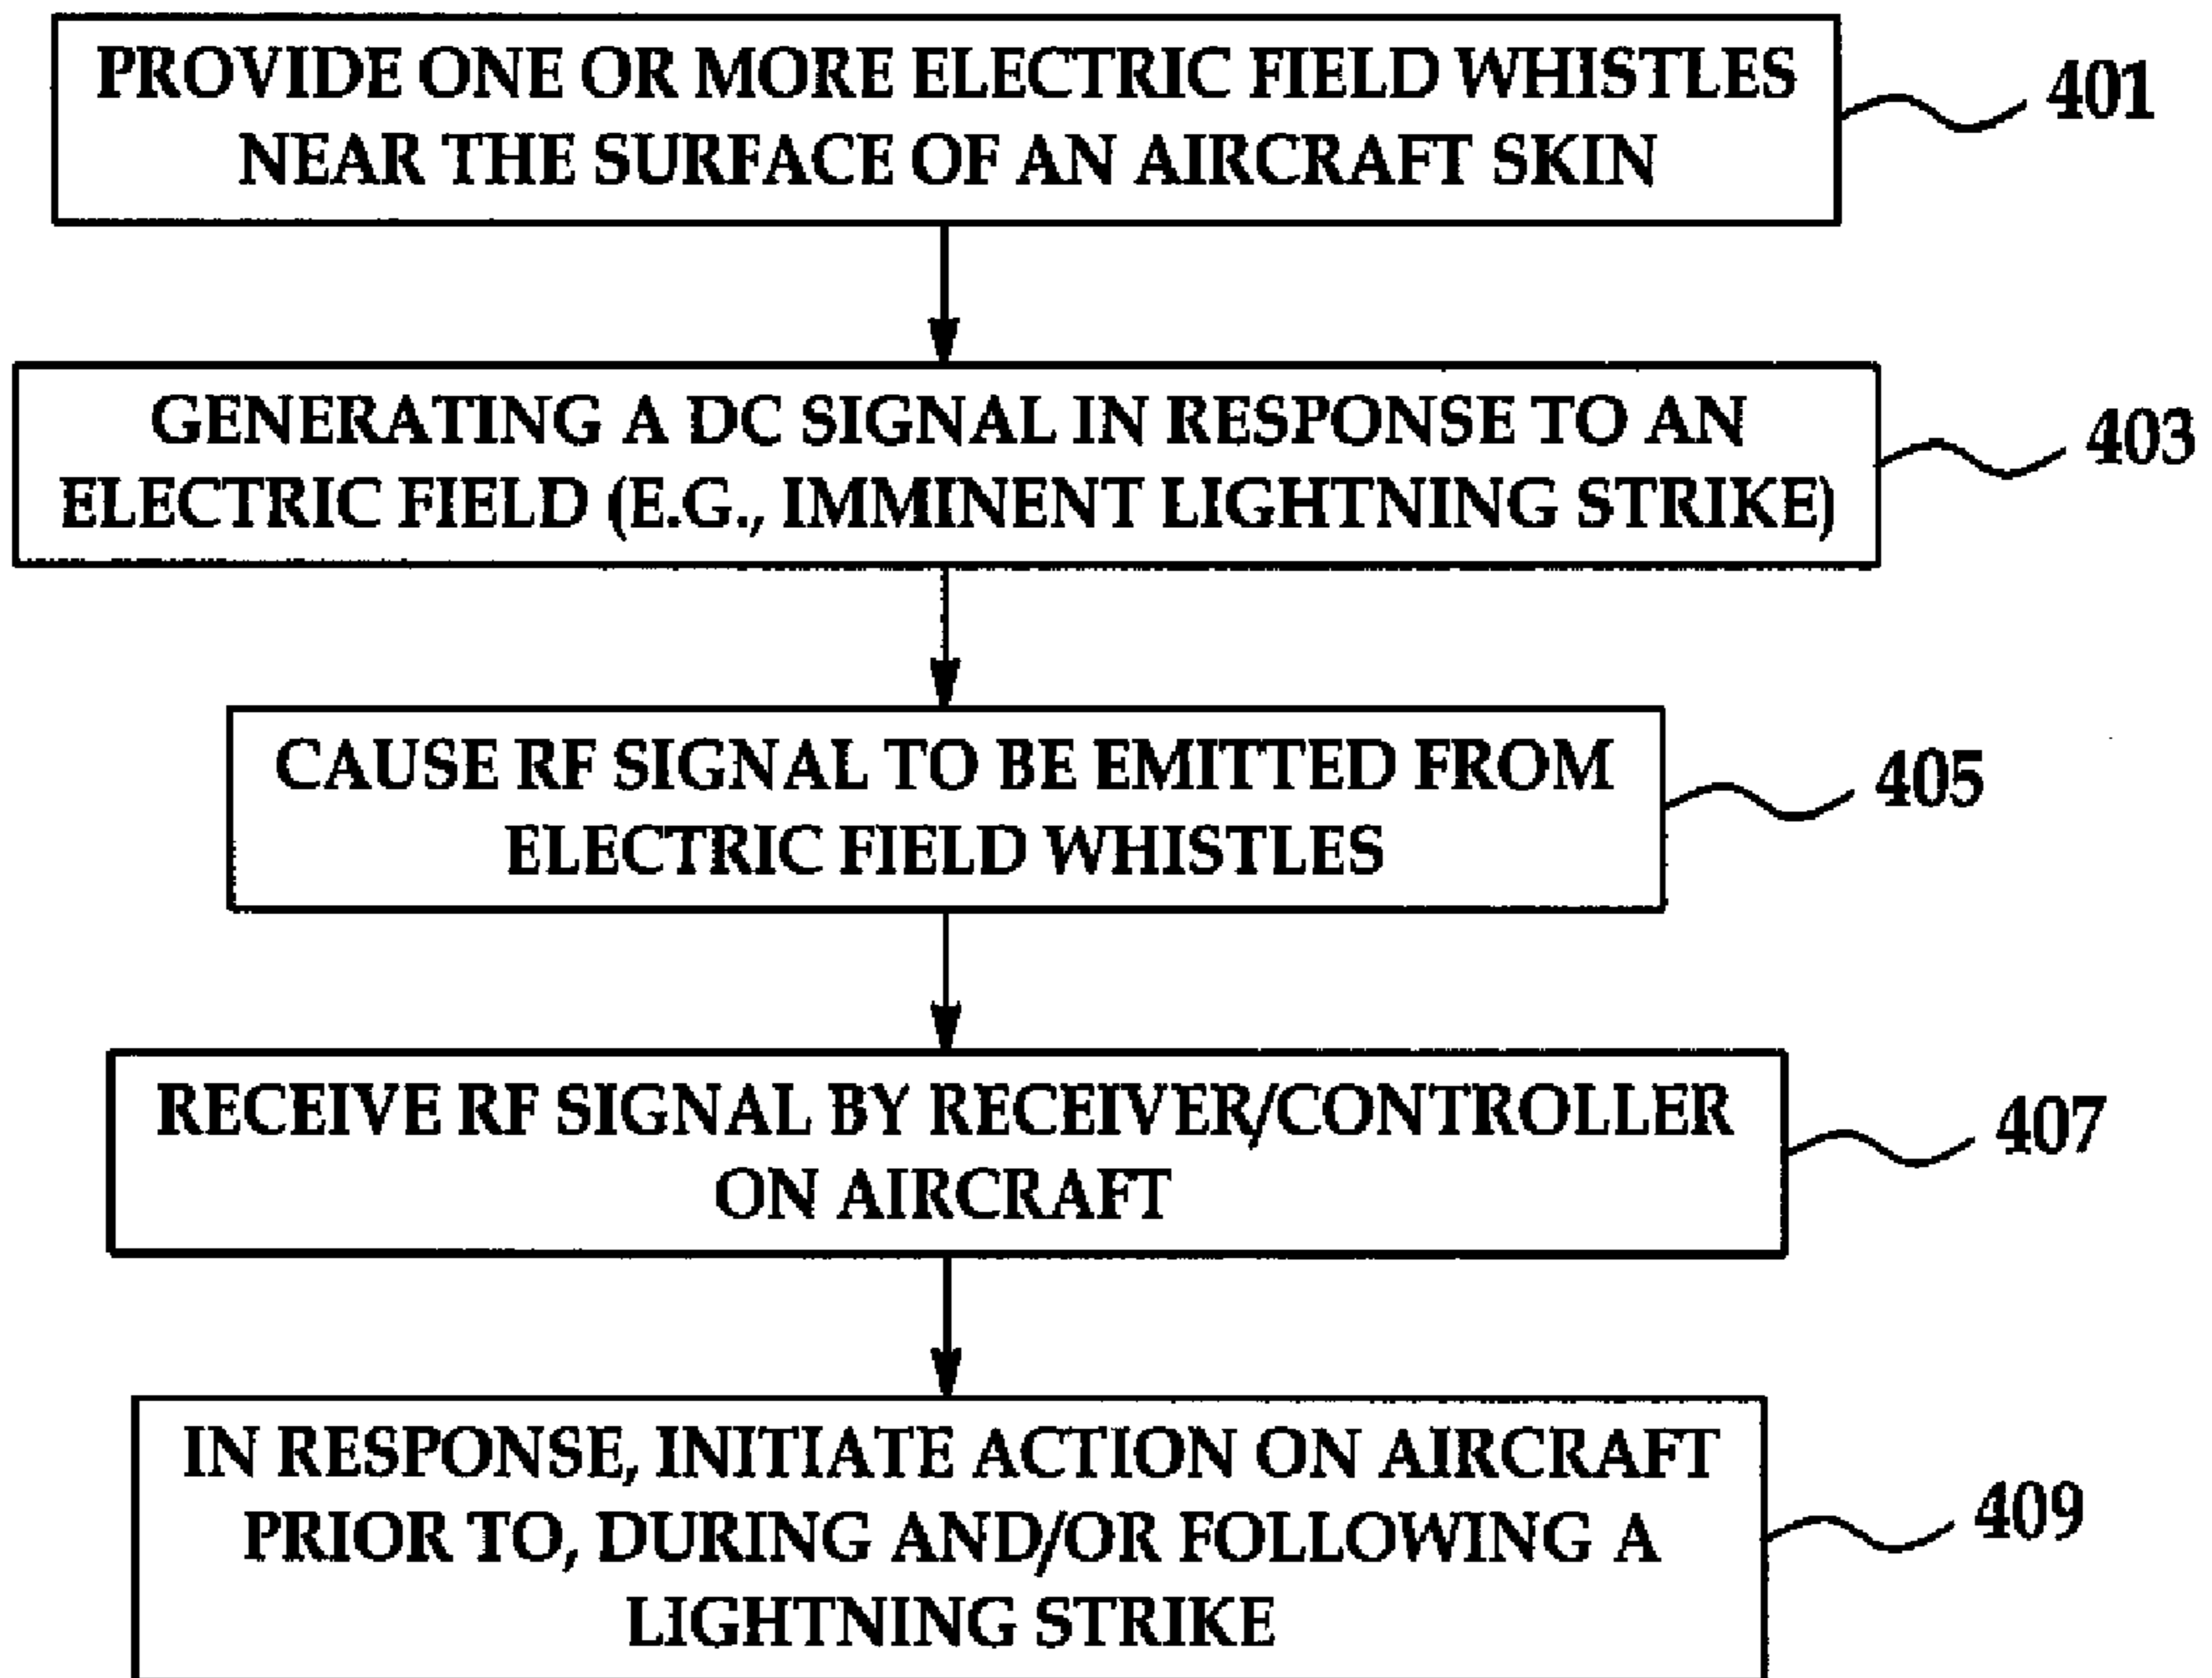 PROVIDE ONE OR MORE ELECTRIC FIELD WHISTLES
NEAR THE SURFACE OF AN AIRCRAFT SKIN
401
GENERATING A DC SIGNAL IN RESPONSE TO AN
ELECTRIC FIELD (E.G., IMMINENT LIGHTNING STRIKE)
403
CAUSE RF SIGNAL TO BE EMITTED FROM
ELECTRIC FIELD WHISTLES
405
RECEIVE RF SIGNAL BY RECEIVER/CONTROLLER
ON AIRCRAFT
407
IN RESPONSE, INITIATE ACTION ON AIRCRAFT
PRIOR TO, DURING AND/OR FOLLOWING A
LIGHTNING STRIKE
409